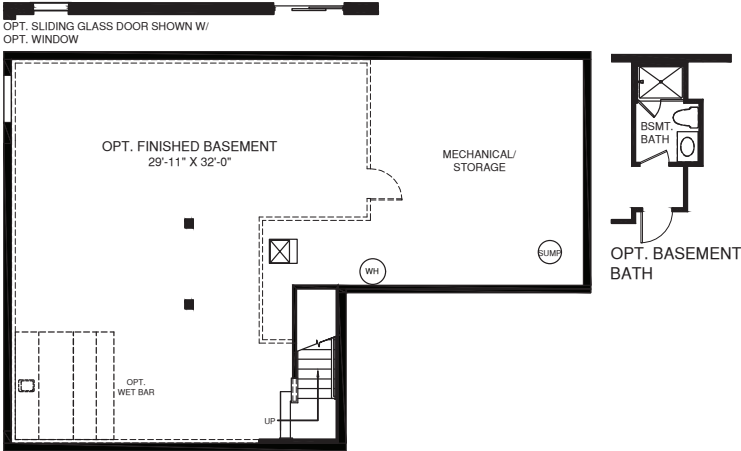 OPT. SLIDING GLASS DOOR SHOWN W/
OPT. WINDOW
OPT. FINISHED BASEMENT
29'-11" X 32'-0"
MECHANICAL/
STORAGE
BSMT.
BATH
WH
SUMP
OPT. BASEMENT
BATH
OPT.
WET BAR
UP